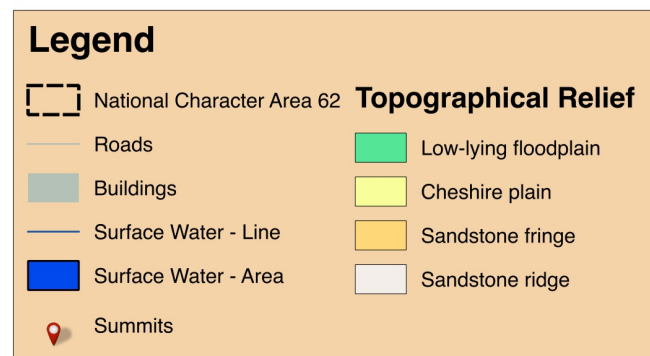 Legend
National Character Area 62
Roads
Buildings
Surface Water - Line
Surface Water - Area
Summits
Topographical Relief
Low-lying floodplain
Cheshire plain
Sandstone fringe
Sandstone ridge